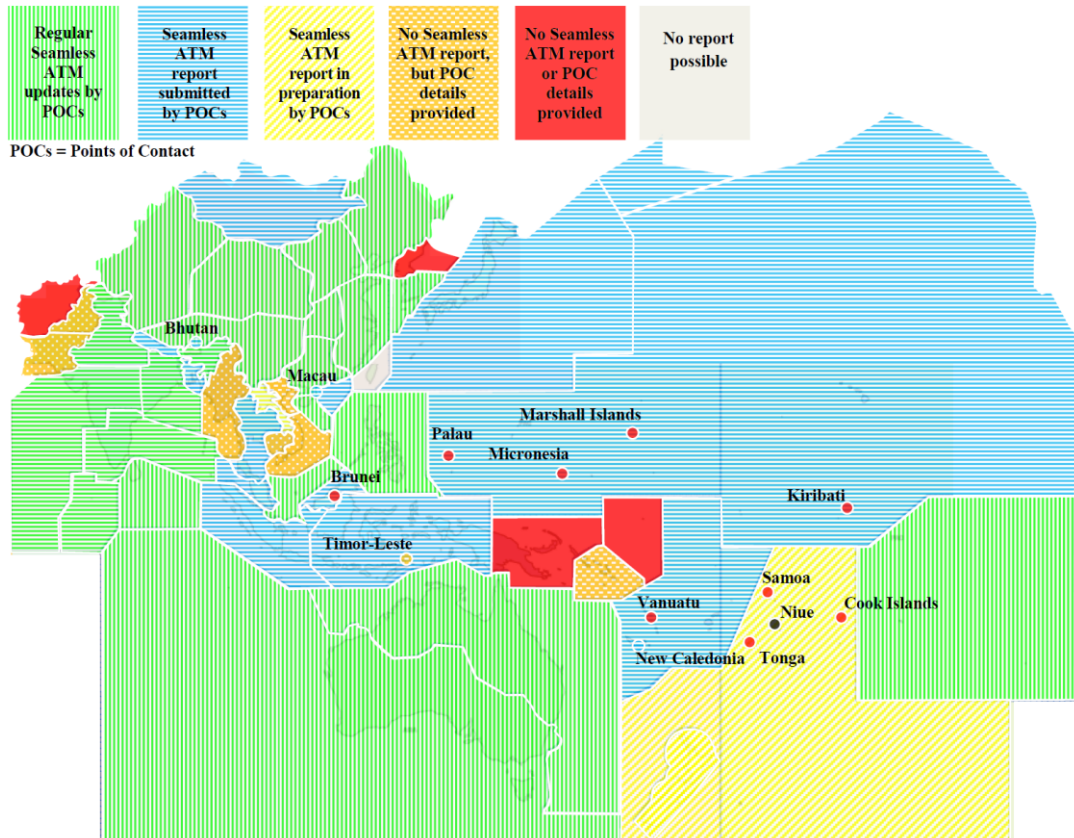 Regular
Seamless
ATM
updates by
POCs
Seamless
ATM
report
submitted
by POCs
Seamless
ATM
report in
preparation
by POCs
No Seamless
ATM report,
but POC
details
provided
No Seamless
ATM report
or POC
details
provided
No report
possible
POCs = Points of Contact
Bhutan
Macau
Marshall Islands
Palau
Micronesia
Brunei
Kiribati
Timor-Leste
Samoa
Vanuatu
Niue
Cook Islands
New Caledonia
Tonga